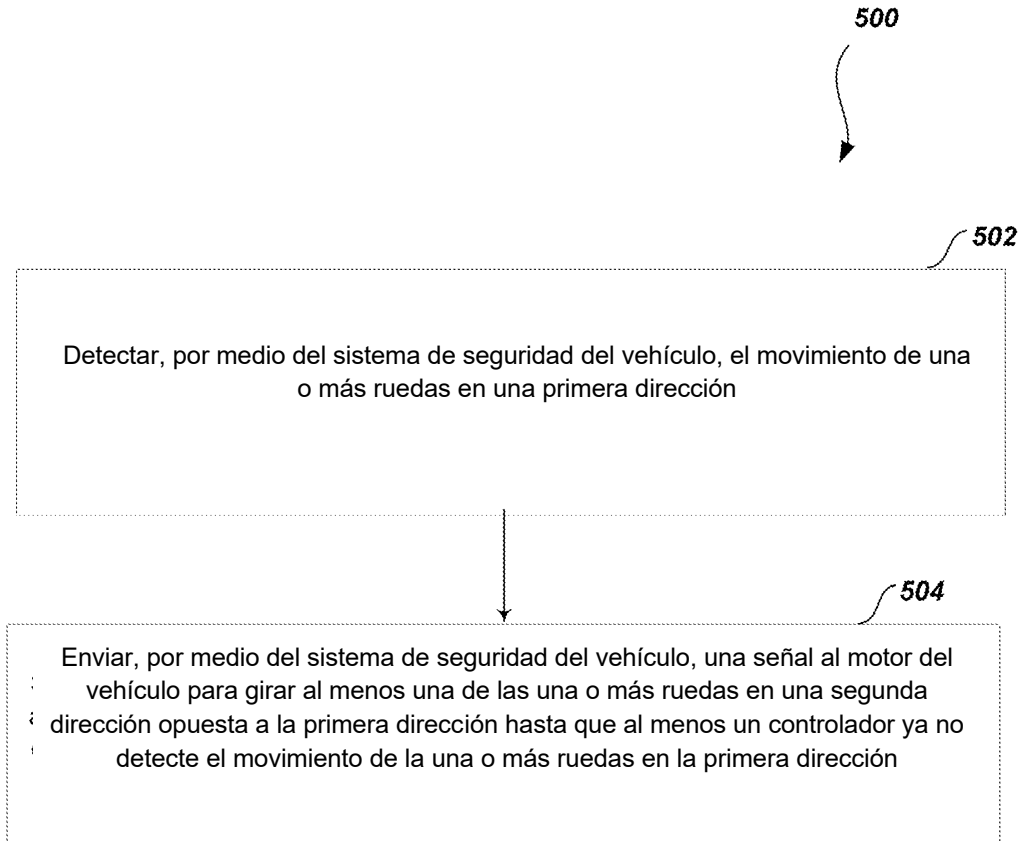 500
502
Detectar, por medio del sistema de seguridad del vehículo, el movimiento de una
o más ruedas en una primera dirección
504
Enviar, por medio del sistema de seguridad del vehículo, una señal al motor del
vehículo para girar al menos una de las una o más ruedas en una segunda
dirección opuesta a la primera dirección hasta que al menos un controlador ya no
detecte el movimiento de la una o más ruedas en la primera dirección